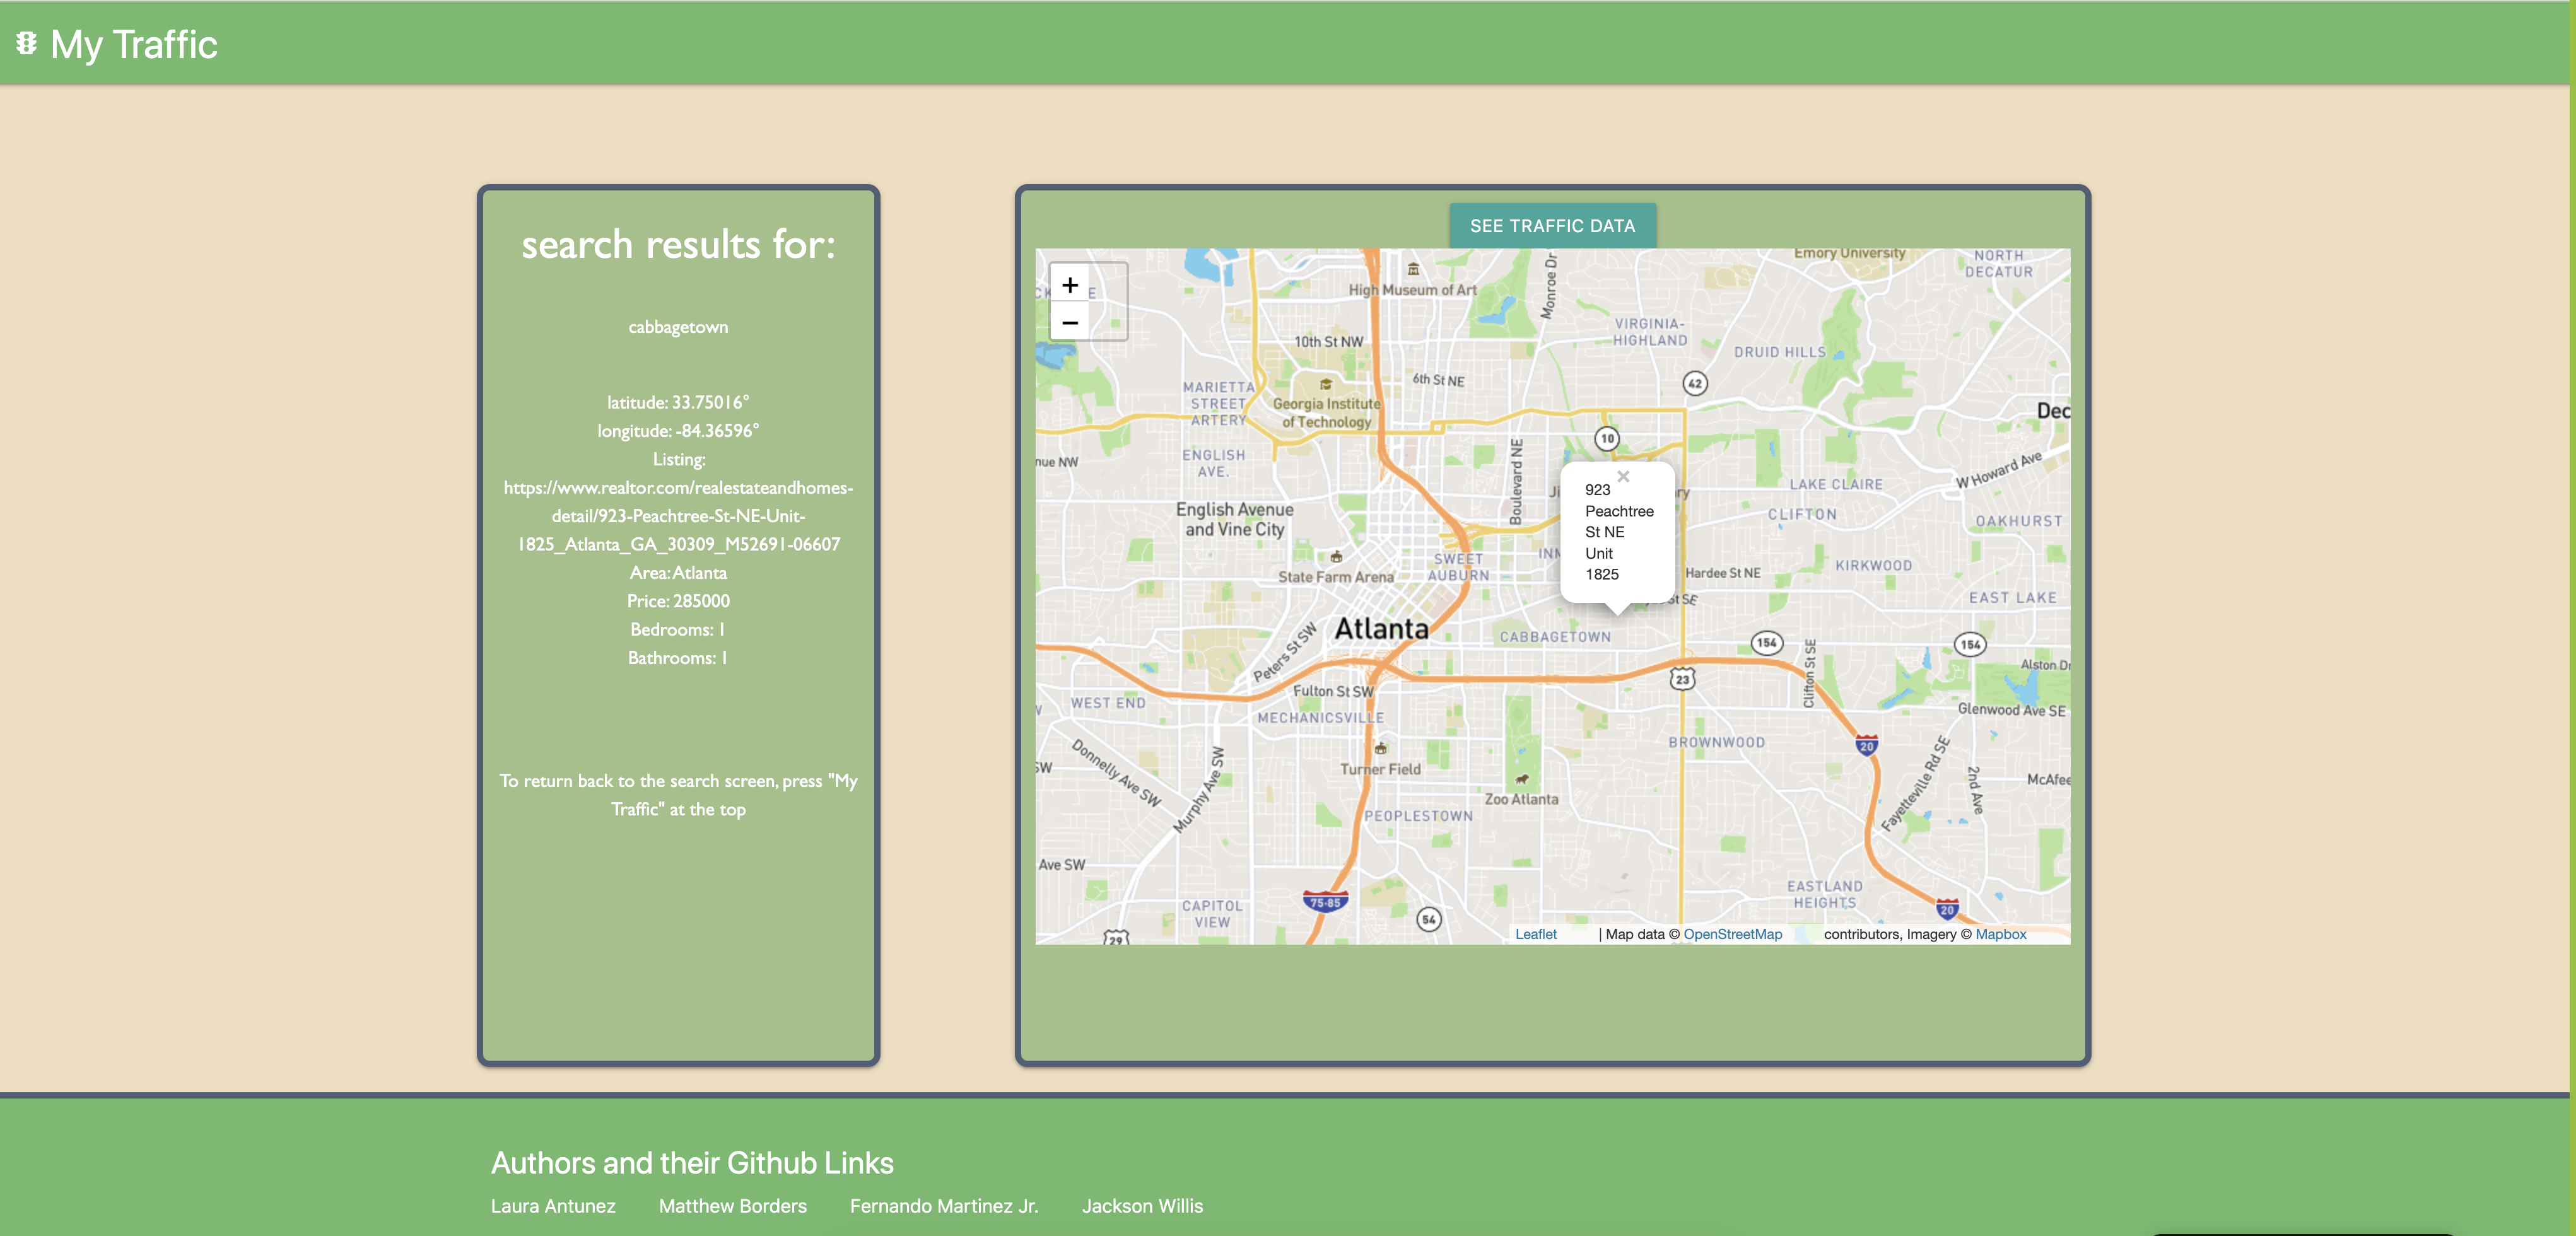 My Traffic
search results for:
cabbagetown
latitude: 33.75016°
longitude: -84.36596°
Listing:
https://www.realtor.com/realestateandhomes-
detail/923-Peachtree-St-NE-Unit-
1825_Atlanta_GA_30309_M52691-06607
Area: Atlanta
Price: 285000
Bedrooms: 1
Bathrooms: 1
To return back to the search screen, press "My
Traffic" at the top
SEE TRAFFIC DATA
+
−
Emory University
NORTH
DECATUR
High Museum of Art
Monroe Dr
VIRGINIA-
HIGHLAND
10th St NW
DRUID HILLS
6th St NE
42
MARIETTA
STREET
ARTERY
Georgia Institute
of Technology
Dec
10
Boulevard NE
ENGLISH
AVE.
nue NW
W Howard Ave
LAKE CLAIRE
×
923
Peachtree
St NE
Unit
1825
CLIFTON
OAKHURST
English Avenue
and Vine City
SWEET
AUBURN
INM
State Farm Arena
Hardee St NE
KIRKWOOD
EAST LAKE
St SE
Atlanta
CABBAGETOWN
154
154
Peters St SW
Clifton St SE
Alston Dr
23
Fulton St SW
WEST END
Glenwood Ave SE
MECHANICSVILLE
BROWNWOOD
20
Donnelly Ave SW
Murphy Ave SW
SW
Turner Field
Fayetteville Rd SE
2nd Ave
McAfee
Zoo Atlanta
PEOPLESTOWN
Ave SW
EASTLAND
HEIGHTS
75-85
CAPITOL
VIEW
54
20
29
Leaflet | Map data © OpenStreetMap contributors, Imagery © Mapbox
Authors and their Github Links
Laura Antunez Matthew Borders Fernando Martinez Jr. Jackson Willis